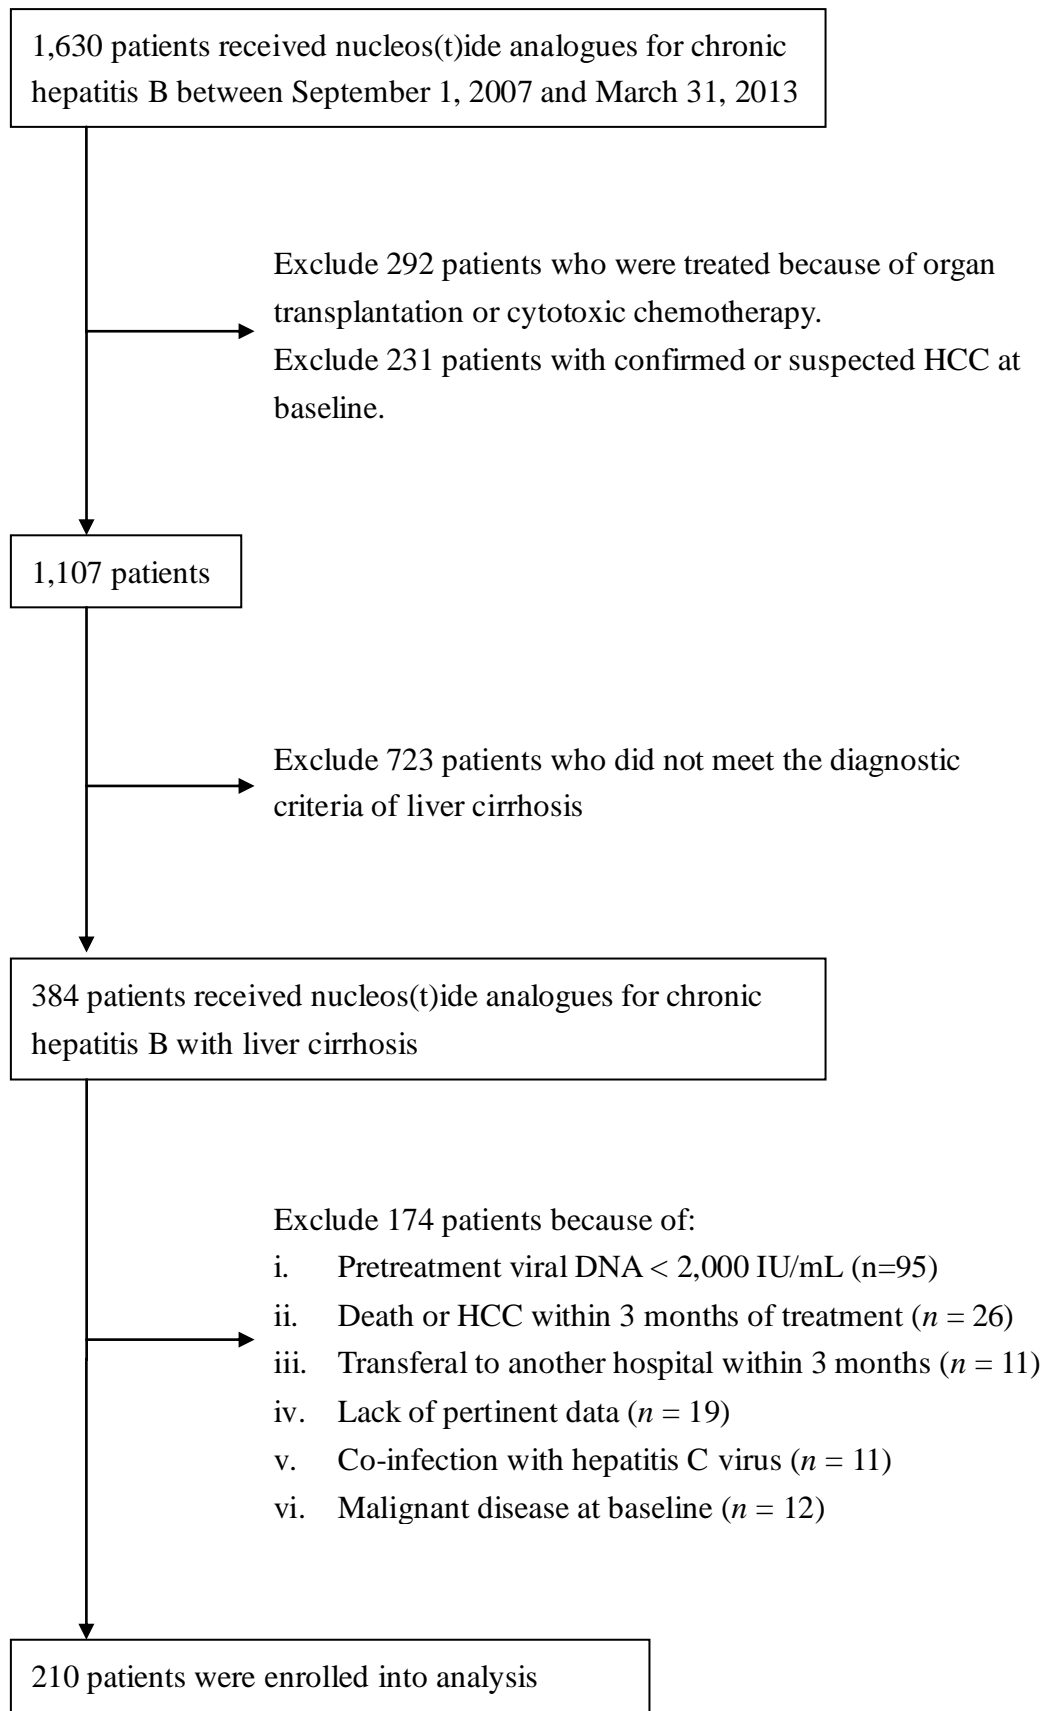 1,630 patients received nucleos(t)ide analogues for chronic
hepatitis B between September 1, 2007 and March 31, 2013
Exclude 292 patients who were treated because of organ
transplantation or cytotoxic chemotherapy.
Exclude 231 patients with confirmed or suspected HCC at
baseline.
1,107 patients
Exclude 723 patients who did not meet the diagnostic
criteria of liver cirrhosis
384 patients received nucleos(t)ide analogues for chronic
hepatitis B with liver cirrhosis
Exclude 174 patients because of:
i. Pretreatment viral DNA < 2,000 IU/mL (n=95)
ii. Death or HCC within 3 months of treatment (n = 26)
iii. Transferal to another hospital within 3 months (n = 11)
iv. Lack of pertinent data (n = 19)
v. Co-infection with hepatitis C virus (n = 11)
vi. Malignant disease at baseline (n = 12)
210 patients were enrolled into analysis